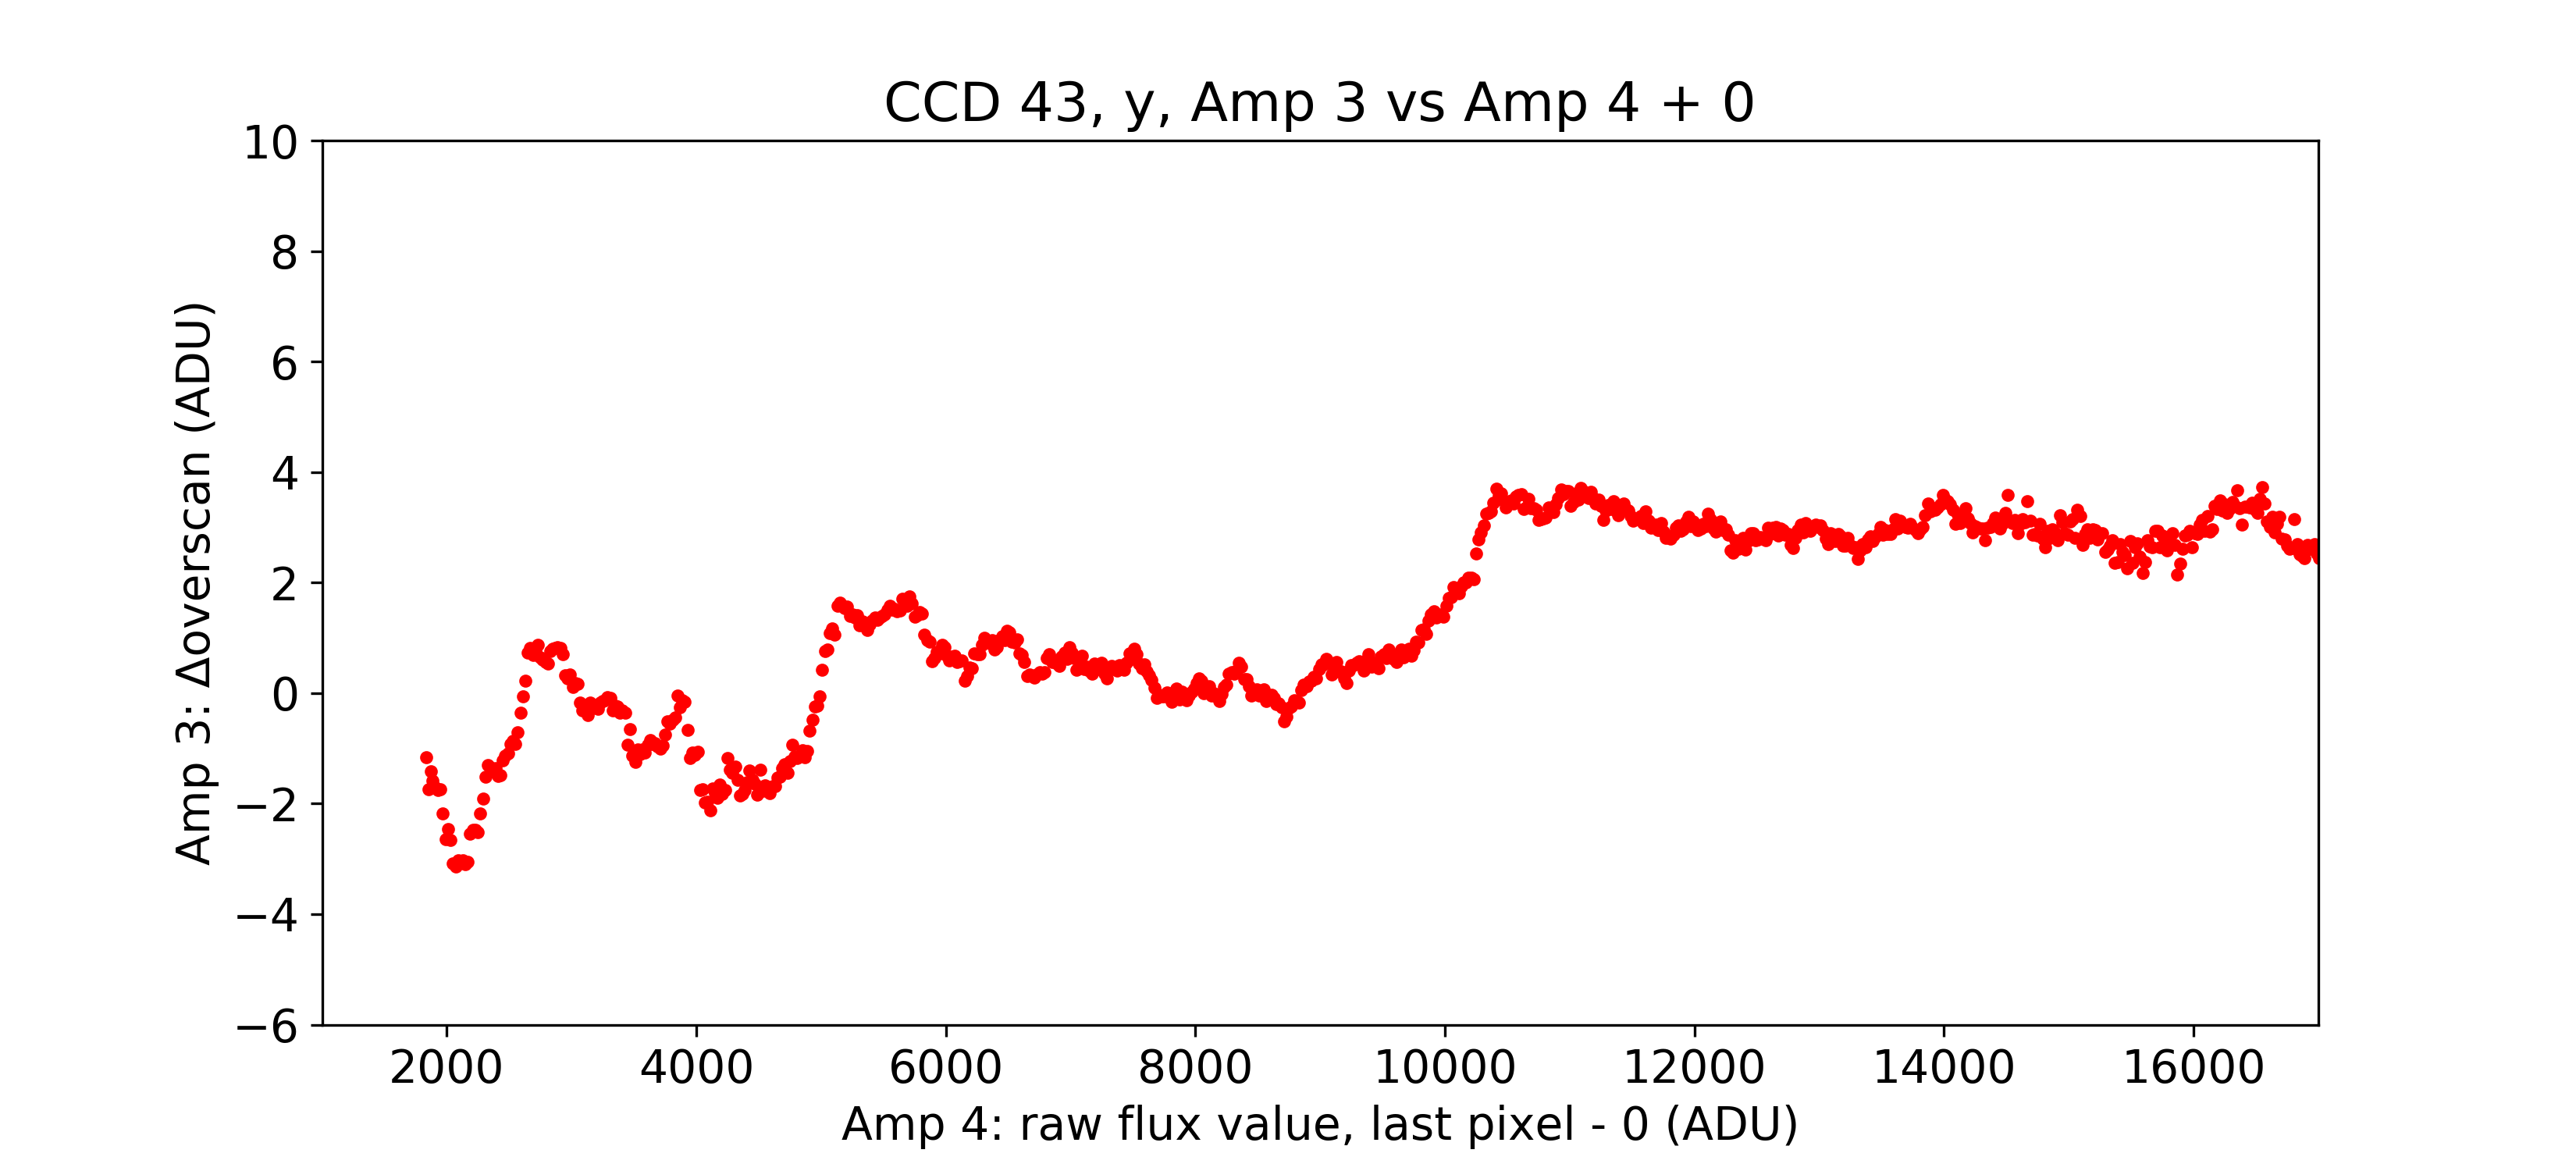 CCD 43, y, Amp 3 vs Amp 4 + 0
10
8
6
4
2
0
−2
−4
−6
Amp 3: Δoverscan (ADU)
2000 4000 6000 8000 10000 12000 14000 16000
Amp 4: raw flux value, last pixel - 0 (ADU)